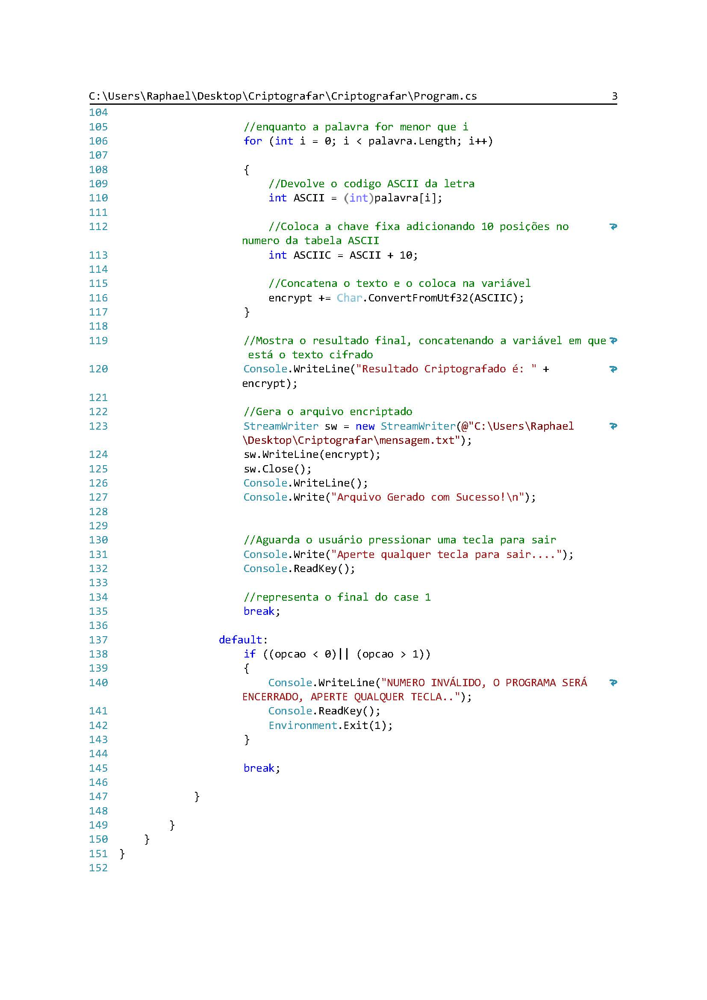 C:\Users\Raphael\Desktop\Criptografar\Criptografar\Program.cs 3
104
105 //enquanto a palavra for menor que i
106 for (int i = 0; i < palavra.Length; i++)
107
108 {
109 //Devolve o codigo ASCII da letra
110 int ASCII = (int)palavra[i];
111
112 //Coloca a chave fixa adicionando 10 posições no
numero da tabela ASCII
113 int ASCIIC = ASCII + 10;
114
115 //Concatena o texto e o coloca na variável
116 encrypt += Char.ConvertFromUtf32(ASCIIC);
117 }
118
119 //Mostra o resultado final, concatenando a variável em que
está o texto cifrado
120 Console.WriteLine("Resultado Criptografado é: " +
encrypt);
121
122 //Gera o arquivo encriptado
123 StreamWriter sw = new StreamWriter(@"C:\Users\Raphael
\Desktop\Criptografar\mensagem.txt");
124 sw.WriteLine(encrypt);
125 sw.Close();
126 Console.WriteLine();
127 Console.Write("Arquivo Gerado com Sucesso!\n");
128
129
130 //Aguarda o usuário pressionar uma tecla para sair
131 Console.Write("Aperte qualquer tecla para sair....");
132 Console.ReadKey();
133
134 //representa o final do case 1
135 break;
136
137 default:
138 if ((opcao < 0)|| (opcao > 1))
139 {
140 Console.WriteLine("NUMERO INVÁLIDO, O PROGRAMA SERÁ
ENCERRADO, APERTE QUALQUER TECLA..");
141 Console.ReadKey();
142 Environment.Exit(1);
143 }
144
145 break;
146
147 }
148
149 }
150 }
151 }
152